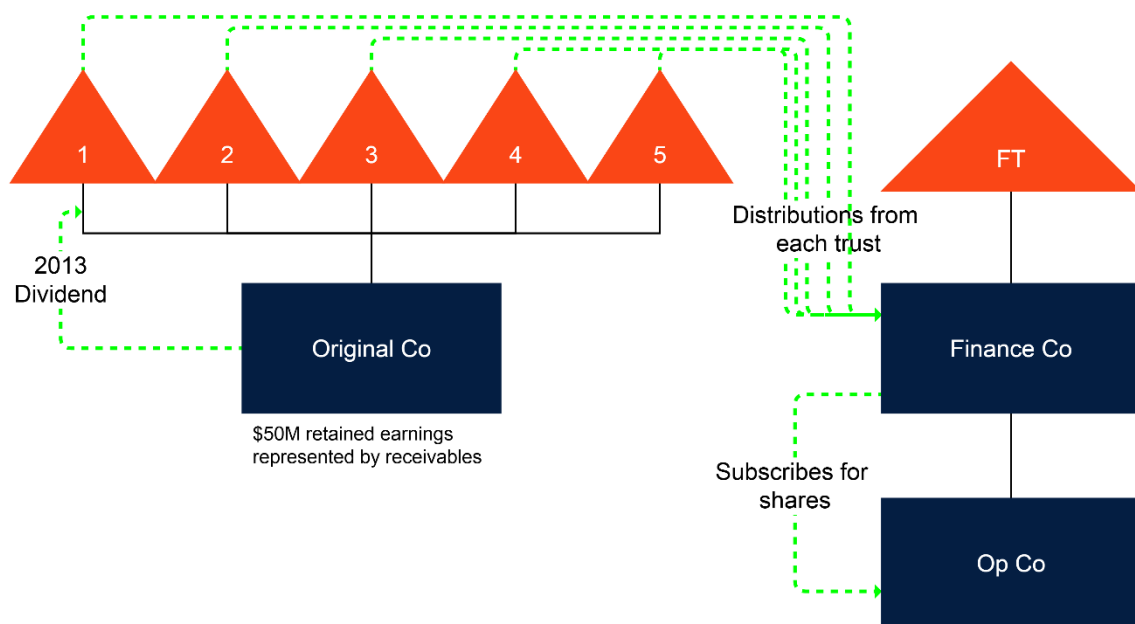 1
2
3
4
5
FT
Distributions from
each trust
2013
Dividend
Original Co
Finance Co
$50M retained earnings
represented by receivables
Subscribes for
shares
Op Co